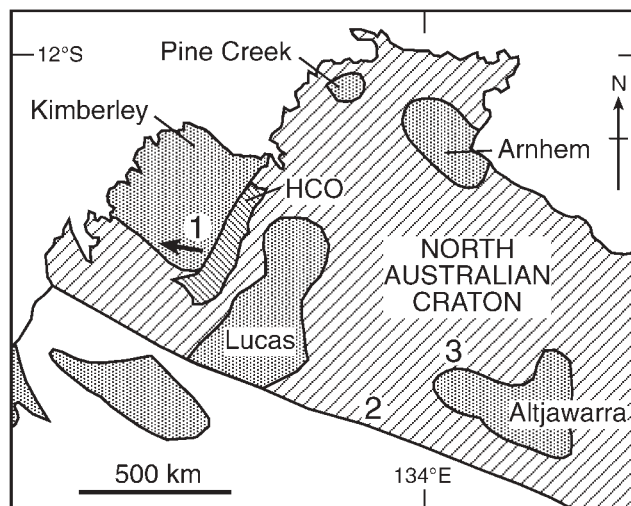 12°S
Pine Creek
N
Kimberley
Arnhem
HCO
1
NORTH
AUSTRALIAN
CRATON
Lucas
3
2
Altjawarra
500 km
134°E